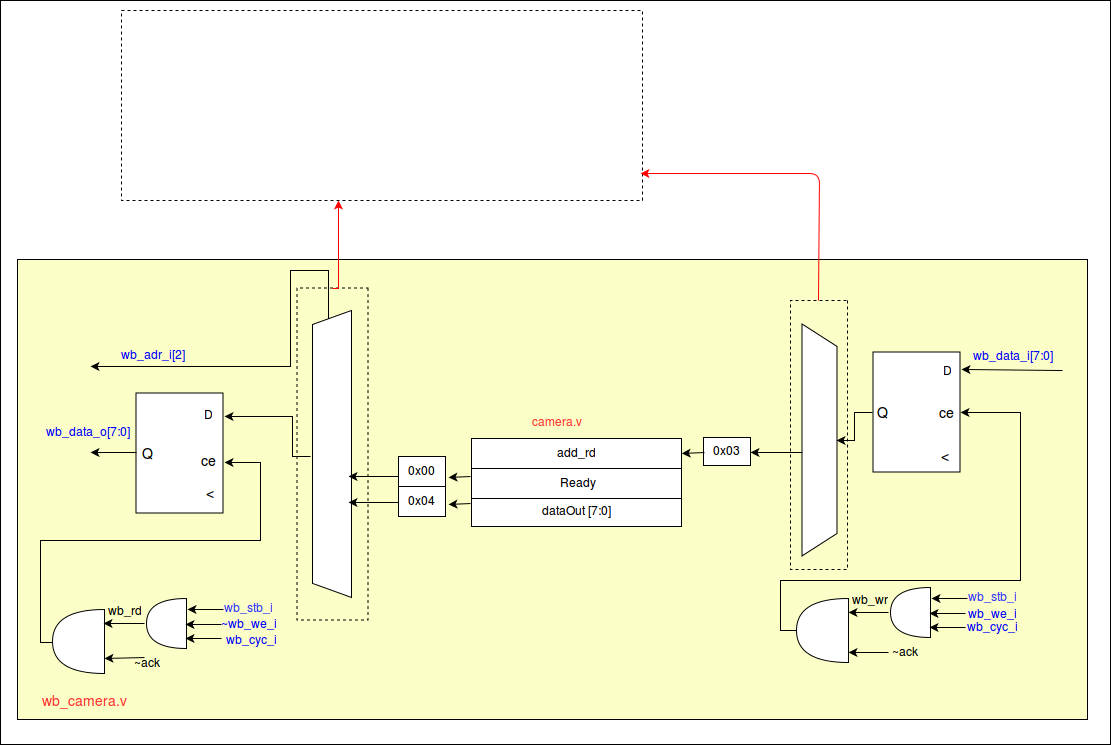 wb_adr_i[2]
wb_data_i[7:0]
D
Q
ce
<
D
wb_data_o[7:0]
Q
ce
<
camera.v
add_rd
0x03
Ready
0x00
dataOut [7:0]
0x04
wb_rd
wb_stb_i
~wb_we_i
wb_cyc_i
~ack
wb_wr
wb_stb_i
wb_we_i
wb_cyc_i
~ack
wb_camera.v